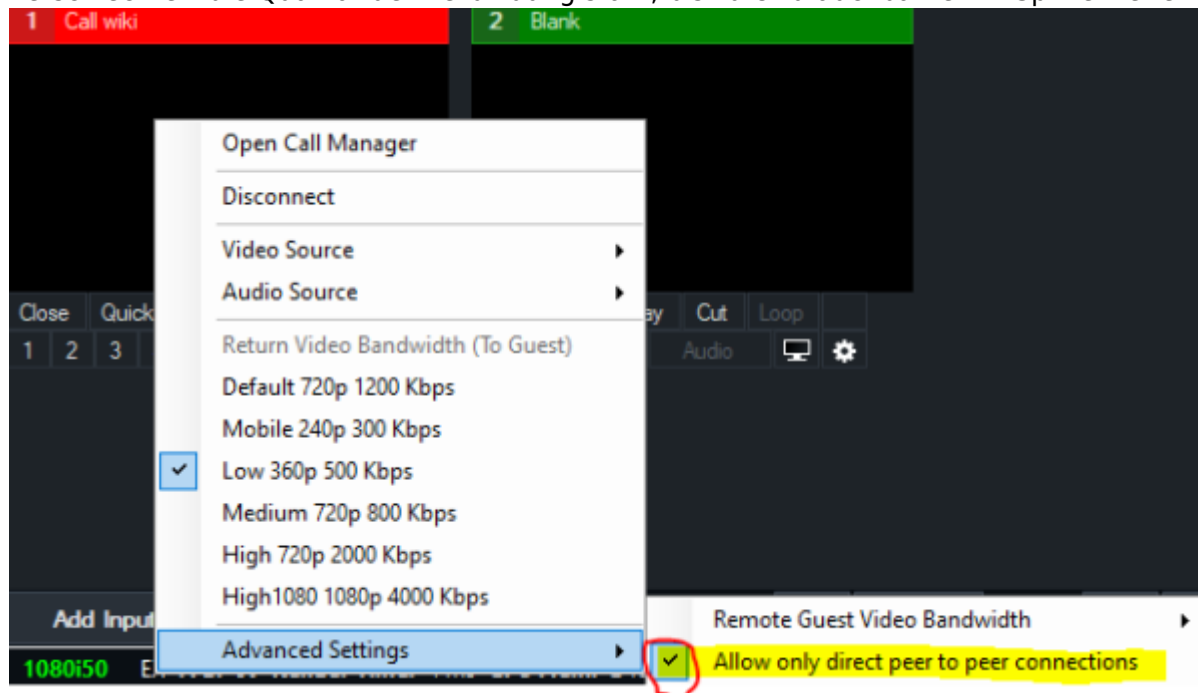 1 Call wiki
2 Blank
Open Call Manager
Disconnect
Video Source
Audio Source
Close Quick
Cut Loop
1 2 3
Audio
Return Video Bandwidth (To Guest)
Default 720p 1200 Kbps
Mobile 240p 300 Kbps
Low 360p 500 Kbps
Medium 720p 800 Kbps
High 720p 2000 Kbps
High1080 1080p 4000 Kbps
Add Input
Remote Guest Video Bandwidth
Advanced Settings
Allow only direct peer to peer connections
1080i50